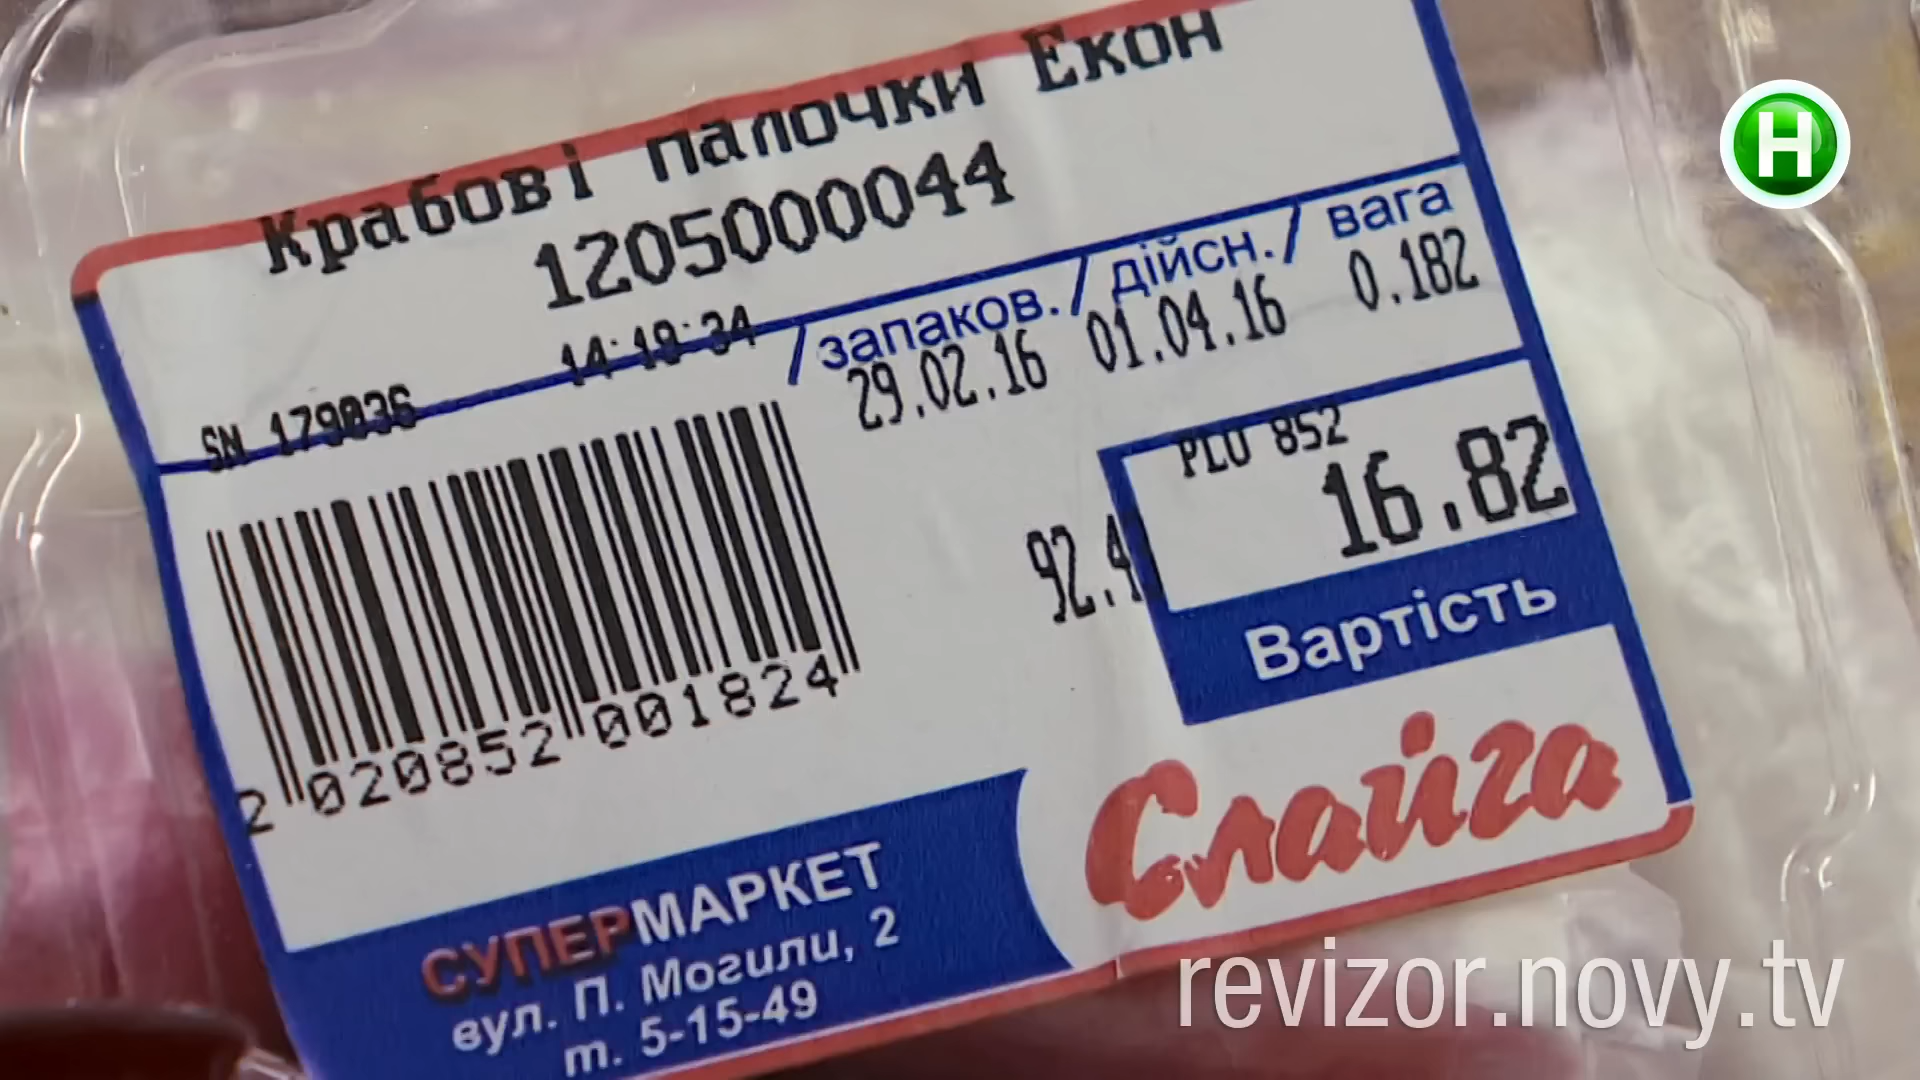 Крабові палочки Екон
1205000044
SN 179036 14:18:34 /запаков./дійсн./вага
29.02.16 01.04.16 0.182
PLU 852
92.4 16.82
Вартість
2 020852 001824
Слайга
СУПЕРМАРКЕТ
вул. П. Могили, 2
т. 5-15-49
Н
revizor.novy.tv